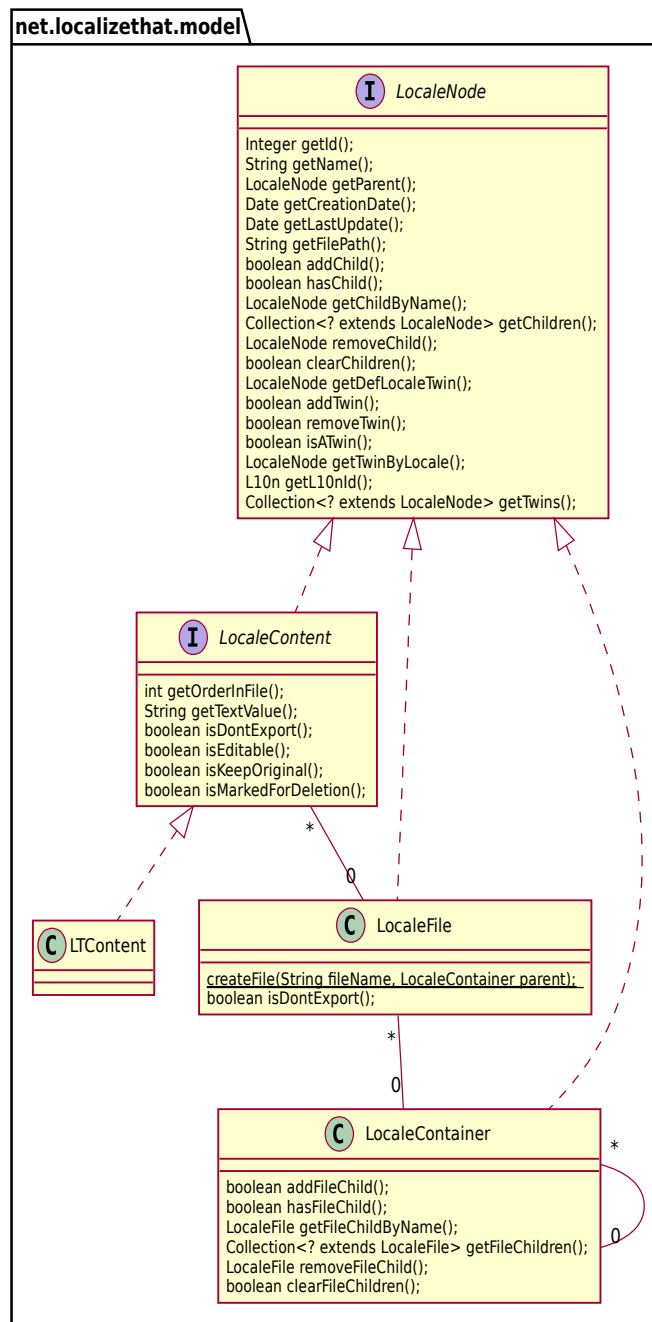 net.localizethat.model
I LocaleNode
Integer getId();
String getName();
LocaleNode getParent();
Date getCreationDate();
Date getLastUpdate();
String getFilePath();
boolean addChild();
boolean hasChild();
LocaleNode getChildByName();
Collection<? extends LocaleNode> getChildren();
LocaleNode removeChild();
boolean clearChildren();
LocaleNode getDefLocaleTwin();
boolean addTwin();
boolean removeTwin();
boolean isATwin();
LocaleNode getTwinByLocale();
L10n getL10nId();
Collection<? extends LocaleNode> getTwins();
I LocaleContent
int getOrderInFile();
String getTextValue();
boolean isDontExport();
boolean isEditable();
boolean isKeepOriginal();
boolean isMarkedForDeletion();
*
0
C LTContent
C LocaleFile
createFile(String fileName, LocaleContainer parent);
boolean isDontExport();
*
0
C LocaleContainer
boolean addFileChild();
boolean hasFileChild();
LocaleFile getFileChildByName();
Collection<? extends LocaleFile> getFileChildren();
LocaleFile removeFileChild();
boolean clearFileChildren();
*
0